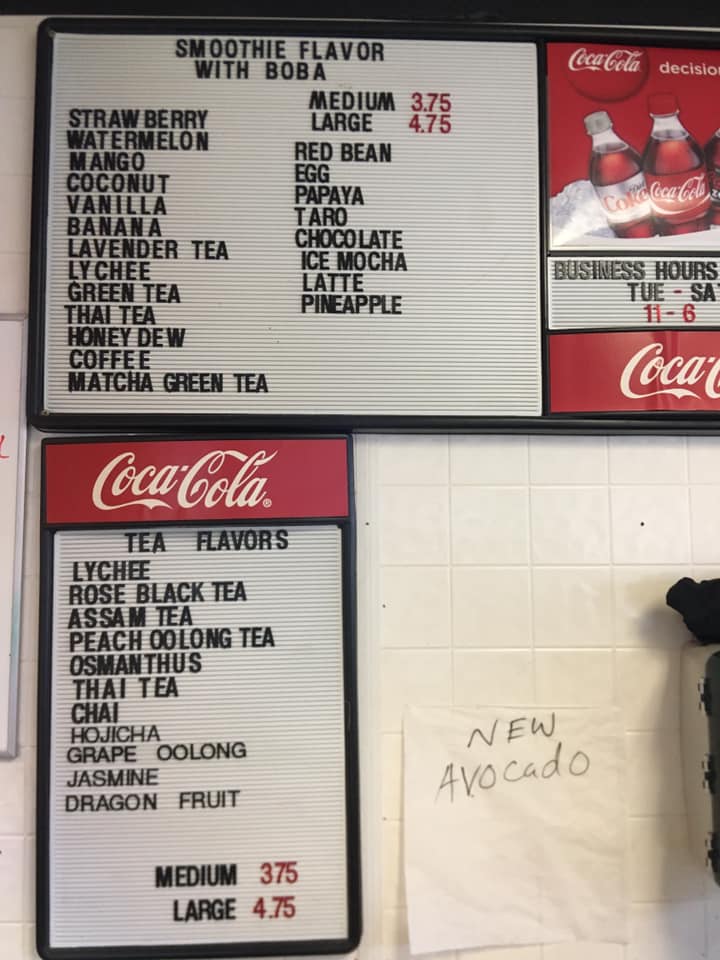 SMOOTHIE FLAVOR
WITH BOBA
MEDIUM 3.75
LARGE 4.75
STRAWBERRY
WATERMELON
MANGO
COCONUT
VANILLA
BANANA
LAVENDER TEA
LYCHEE
GREEN TEA
THAI TEA
HONEY DEW
COFFEE
MATCHA GREEN TEA
RED BEAN
EGG
PAPAYA
TARO
CHOCOLATE
ICE MOCHA
LATTE
PINEAPPLE
Coca-Cola
Coke
Coca-Cola
BUSINESS HOURS
TUE - SAT
11-6
Coca-Cola
Coca-Cola
TEA FLAVORS
LYCHEE
ROSE BLACK TEA
ASSAM TEA
PEACH OOLONG TEA
OSMANTHUS
THAI TEA
CHAI
HOJICHA
GRAPE OOLONG
JASMINE
DRAGON FRUIT
MEDIUM 375
LARGE 4.75
NEW
AVOCADO